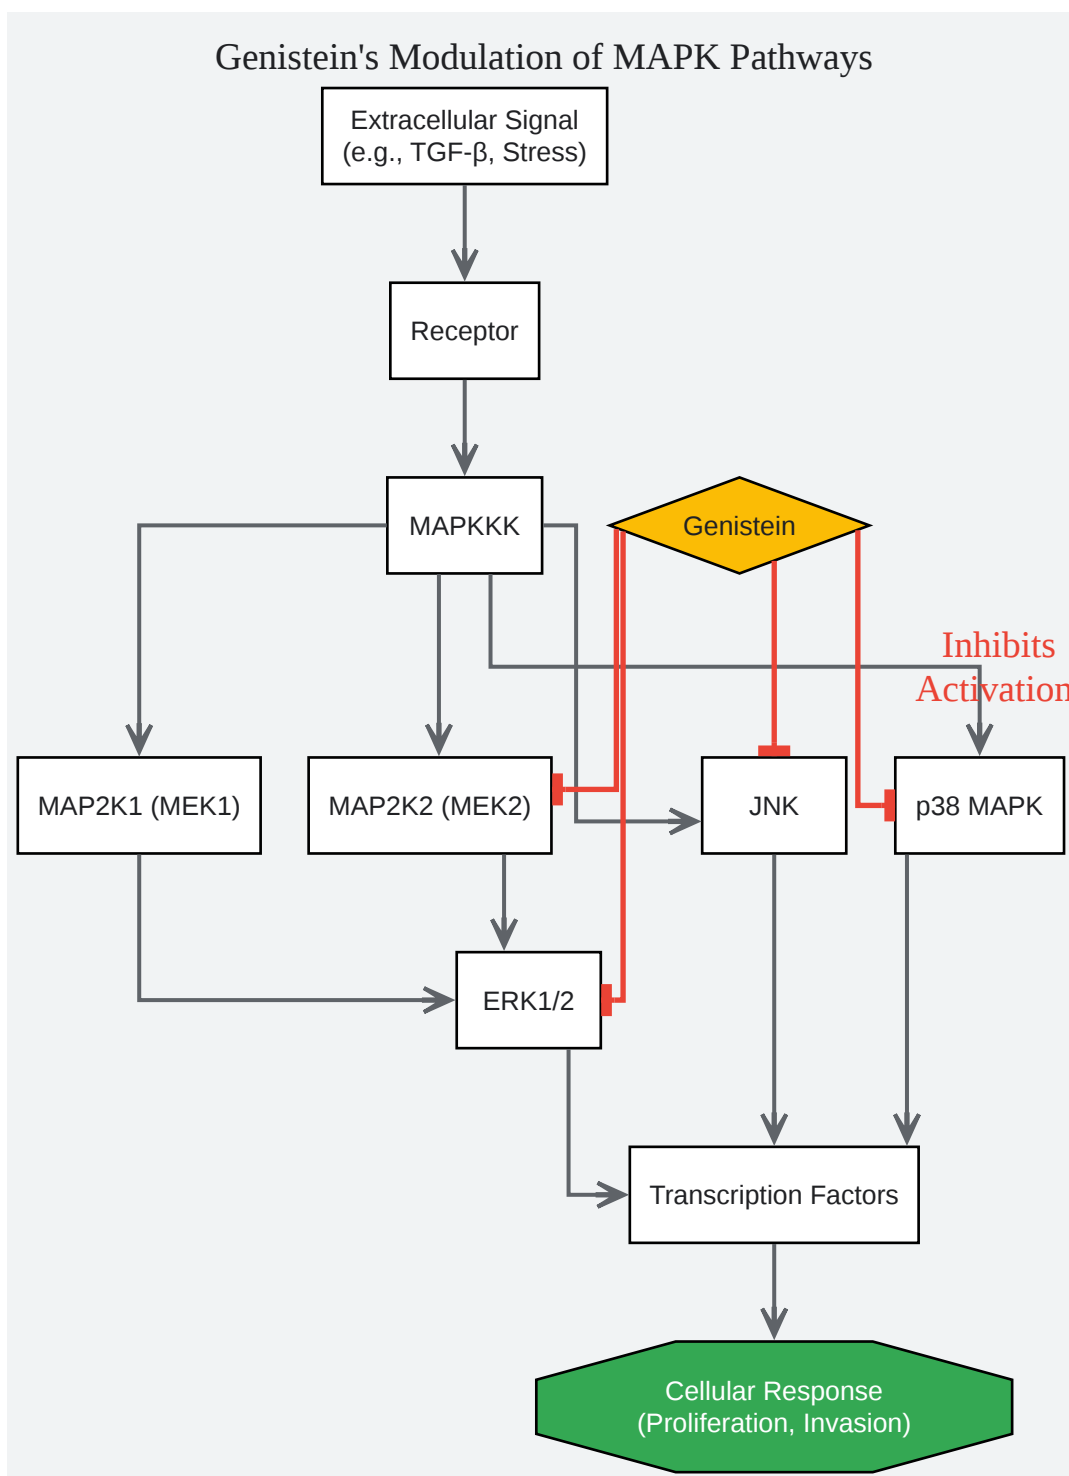 Genistein's Modulation of MAPK Pathways
Extracellular Signal
(e.g., TGF-β, Stress)
Receptor
MAPKKK
Genistein
Inhibits
Activation
MAP2K1 (MEK1)
MAP2K2 (MEK2)
JNK
p38 MAPK
ERK1/2
Transcription Factors
Cellular Response
(Proliferation, Invasion)